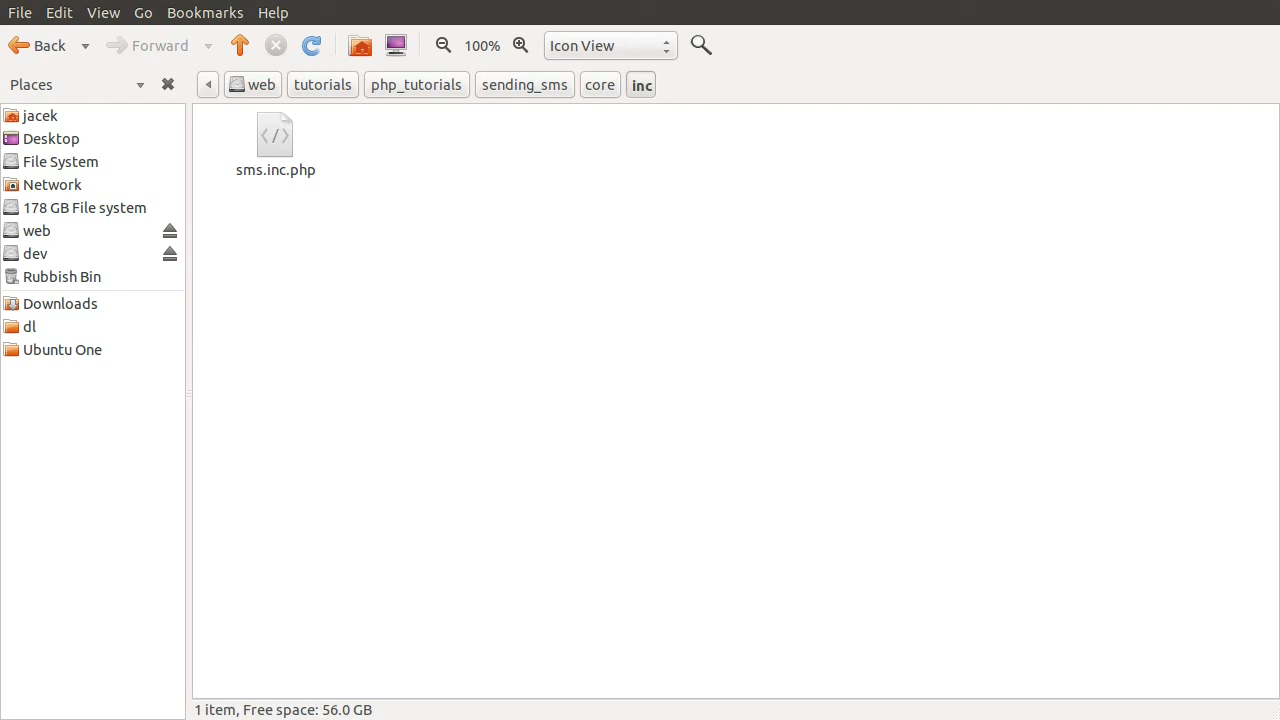 File Edit View Go Bookmarks Help
Back Forward 100% Icon View
Places web tutorials php_tutorials sending_sms core inc
jacek
Desktop
File System
Network
178 GB File system
web
dev
Rubbish Bin
Downloads
dl
Ubuntu One
sms.inc.php
1 item, Free space: 56.0 GB